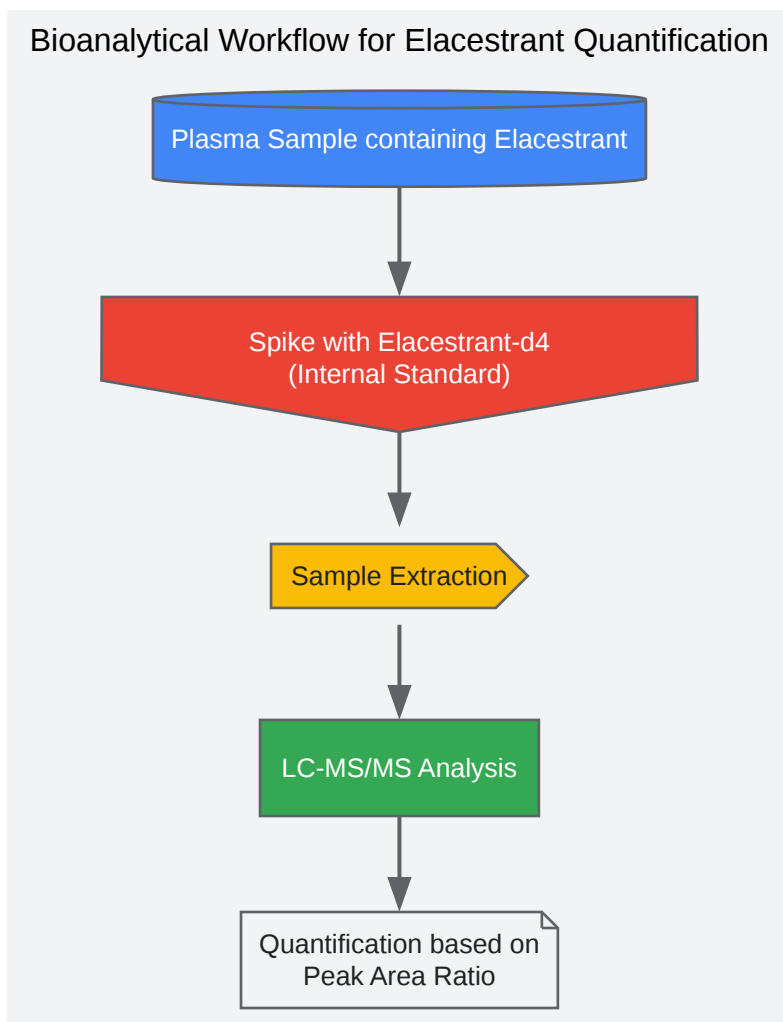 Bioanalytical Workflow for Elacestrant Quantification
Plasma Sample containing Elacestrant
Spike with Elacestrant-d4
(Internal Standard)
Sample Extraction
LC-MS/MS Analysis
Quantification based on
Peak Area Ratio